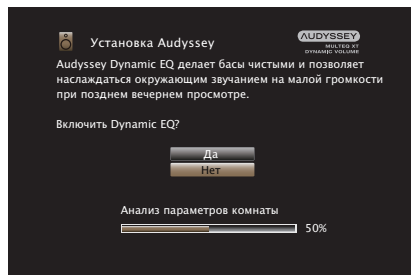 Установка Audyssey
AUDYSSEY
MULTEQ XT
DYNAMIC VOLUME
Audyssey Dynamic EQ делает басы чистыми и позволяет
наслаждаться окружающим звучанием на малой громкости
при позднем вечернем просмотре.
Включить Dynamic EQ?
Да
Нет
Анализ параметров комнаты
50%